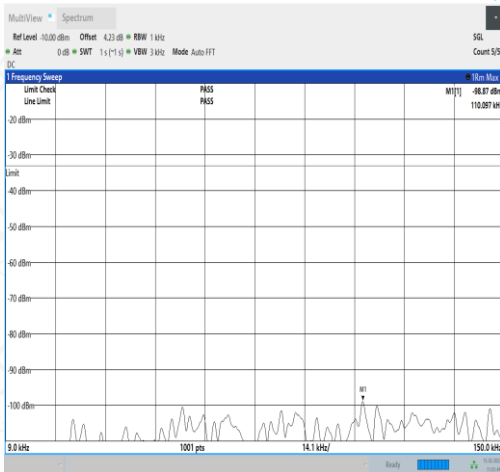 MultiView Spectrum
Ref Level -10.00 dBm Offset 4.23 dB RBW 1 kHz SGL
Att 0 dB SWT 1 s (~1 s) VBW 3 kHz Mode Auto FFT Count 5/5
DC
1 Frequency Sweep 1Rm Max
Limit Check PASS M1[1] -98.87 dBm
Line Limit PASS 110.097 kH
-20 dBm
-30 dBm
Limit
-40 dBm
-50 dBm
-60 dBm
-70 dBm
-80 dBm
-90 dBm
M1
-100 dBm
9.0 kHz 1001 pts 14.1 kHz/ 150.0 kHz
Ready